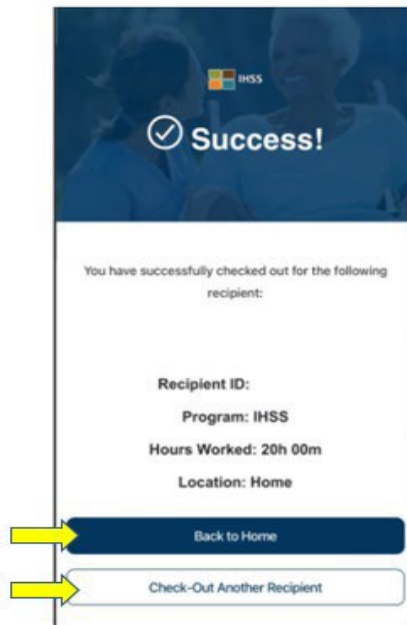 IHSS
Success!
You have successfully checked out for the following
recipient:
Recipient ID:
Program: IHSS
Hours Worked: 20h 00m
Location: Home
Back to Home
Check-Out Another Recipient